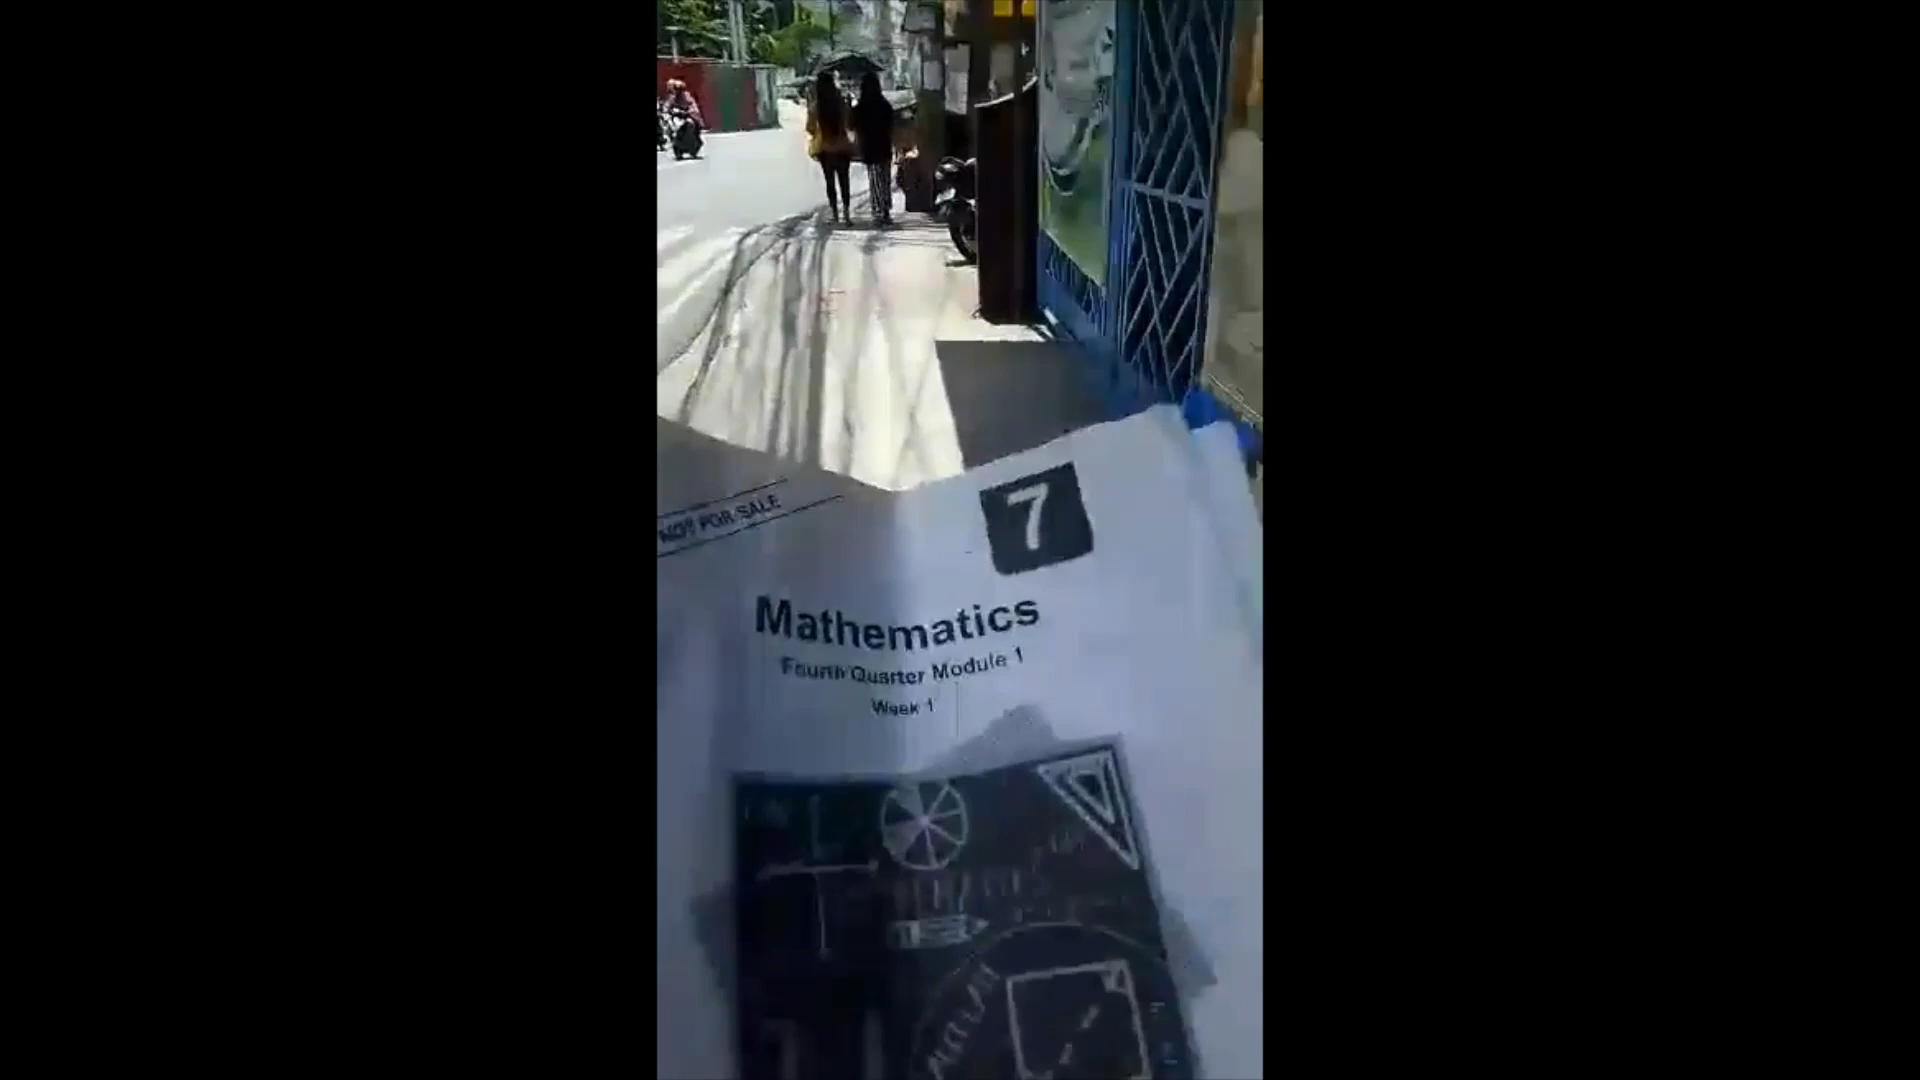 NOT FOR SALE
7
Mathematics
Fourth Quarter Module 1
Week 1